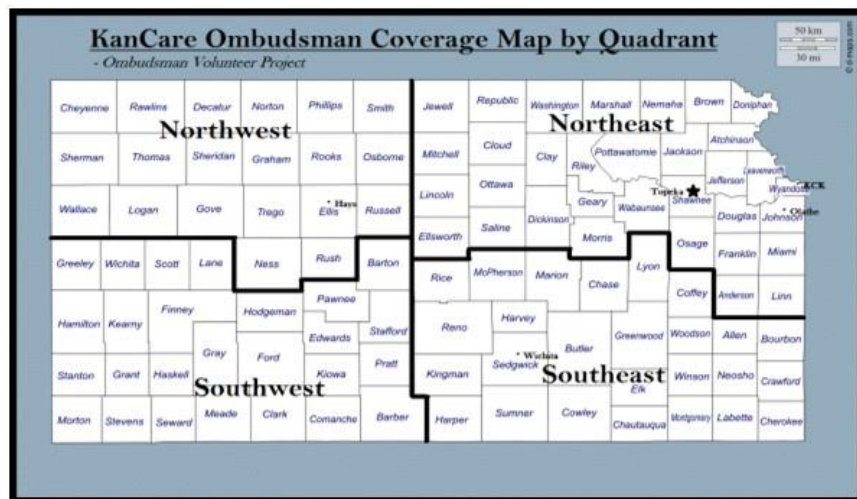 KanCare Ombudsman Coverage Map by Quadrant
- Ombudsman Volunteer Project
50 km
30 mi
© d-maps.com
Cheyenne Rawlins Decatur Norton Phillips Smith Jewell Republic Washington Marshall Nemaha Brown Doniphan
Northwest Northeast
Sherman Thomas Sheridan Graham Rooks Osborne Mitchell Cloud Clay Riley Pottawatomie Jackson Atchinson
Jefferson Leavenworth Wyandotte KCK
Topeka
Wallace Logan Gove Trego Ellis Hays Russell Lincoln Ottawa Geary Wabaunsee Shawnee Douglas Johnson Olathe
Ellsworth Saline Dickinson Morris Osage Franklin Miami
Greeley Wichita Scott Lane Ness Rush Barton Rice McPherson Marion Chase Lyon Coffey Anderson Linn
Hamilton Kearny Finney Hodgeman Pawnee Edwards Stafford Reno Harvey Butler Greenwood Woodson Allen Bourbon
Wichita
Stanton Grant Haskell Gray Ford Kiowa Pratt Kingman Sedgwick Elk Winson Neosho Crawford
Southwest Southeast
Morton Stevens Seward Meade Clark Comanche Barber Harper Sumner Cowley Chautauqua Montgomery Labette Cherokee